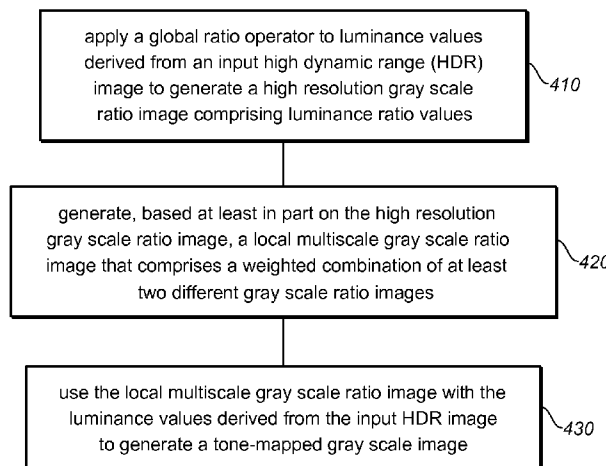 apply a global ratio operator to luminance values
derived from an input high dynamic range (HDR)
image to generate a high resolution gray scale
ratio image comprising luminance ratio values
410
generate, based at least in part on the high resolution
gray scale ratio image, a local multiscale gray scale ratio
image that comprises a weighted combination of at least
two different gray scale ratio images
420
use the local multiscale gray scale ratio image with the
luminance values derived from the input HDR image
to generate a tone-mapped gray scale image
430